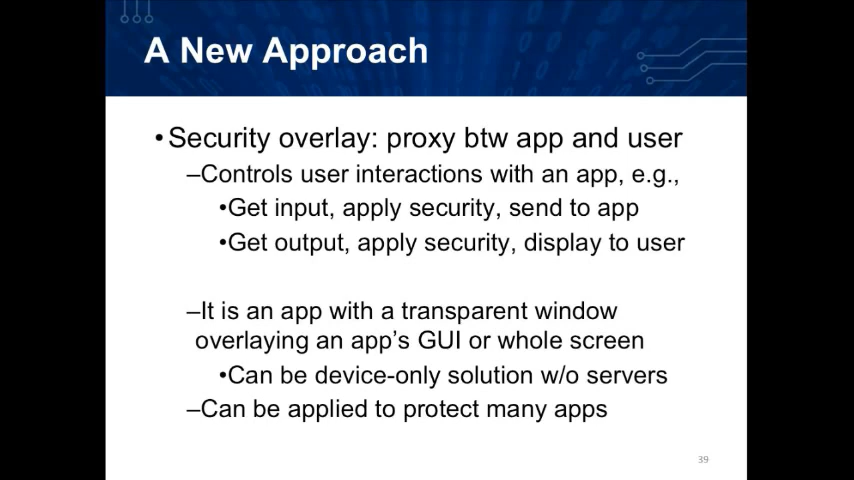 A New Approach
•Security overlay: proxy btw app and user
–Controls user interactions with an app, e.g.,
•Get input, apply security, send to app
•Get output, apply security, display to user
–It is an app with a transparent window
overlaying an app's GUI or whole screen
•Can be device-only solution w/o servers
–Can be applied to protect many apps
39